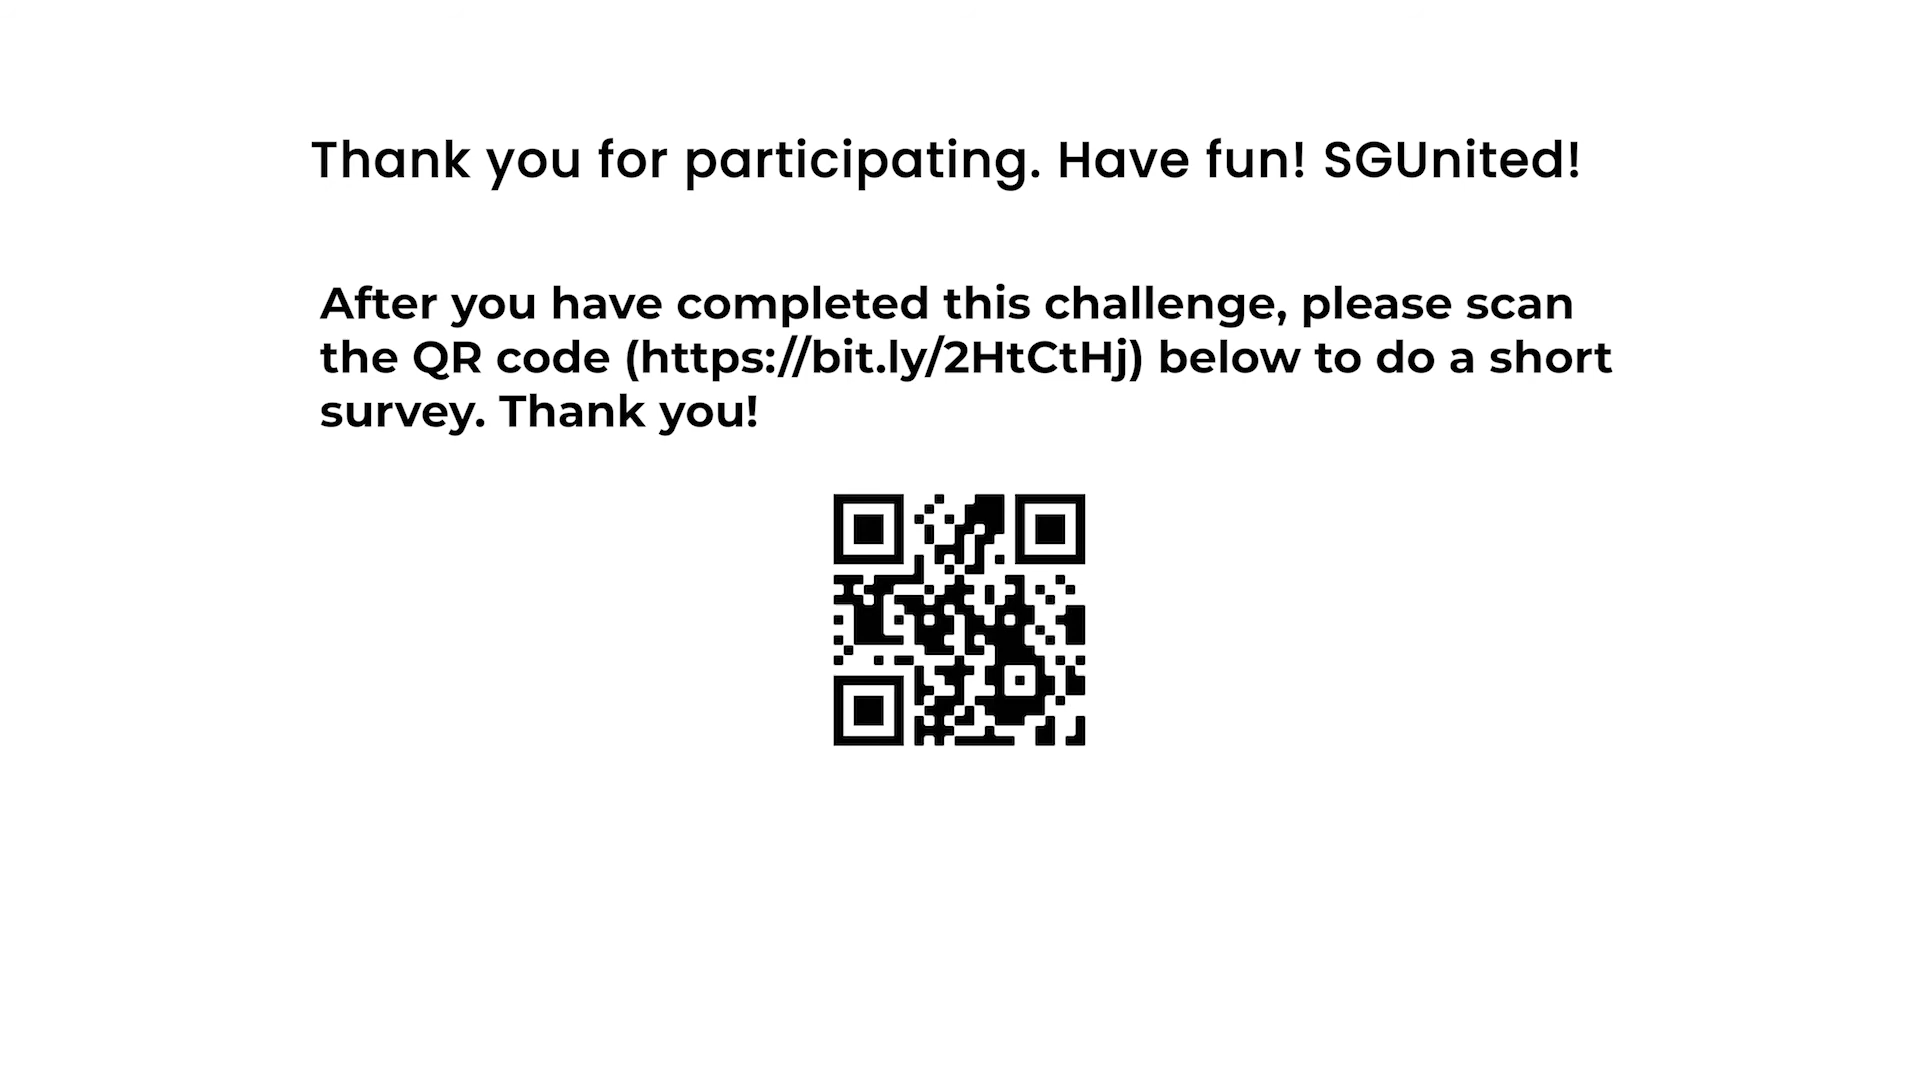 Thank you for participating. Have fun! SGUnited!
After you have completed this challenge, please scan
the QR code (https://bit.ly/2HtCtHj) below to do a short
survey. Thank you!